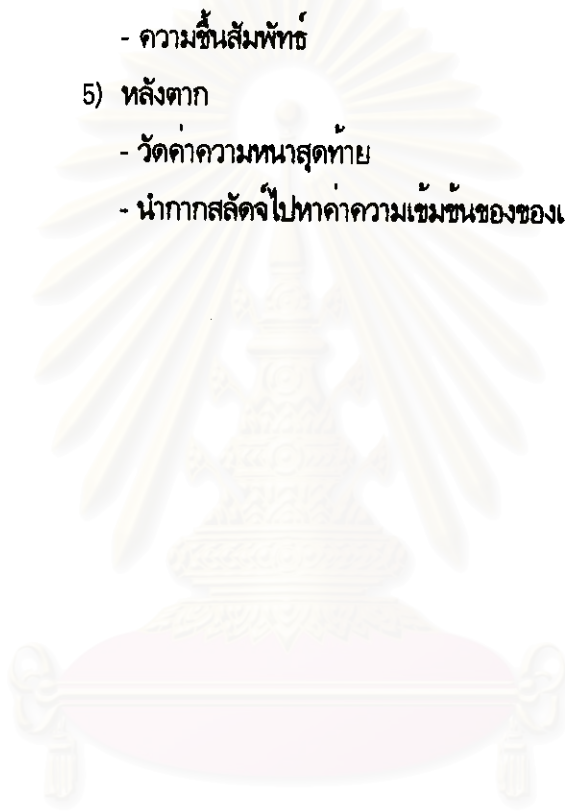 - ความชื้นสัมพัทธ์
5) หลังตาก
- วัดค่าความหนาสุดท้าย
- นำกากสลัดจ์ไปหาค่าความเข้มข้นของของแ